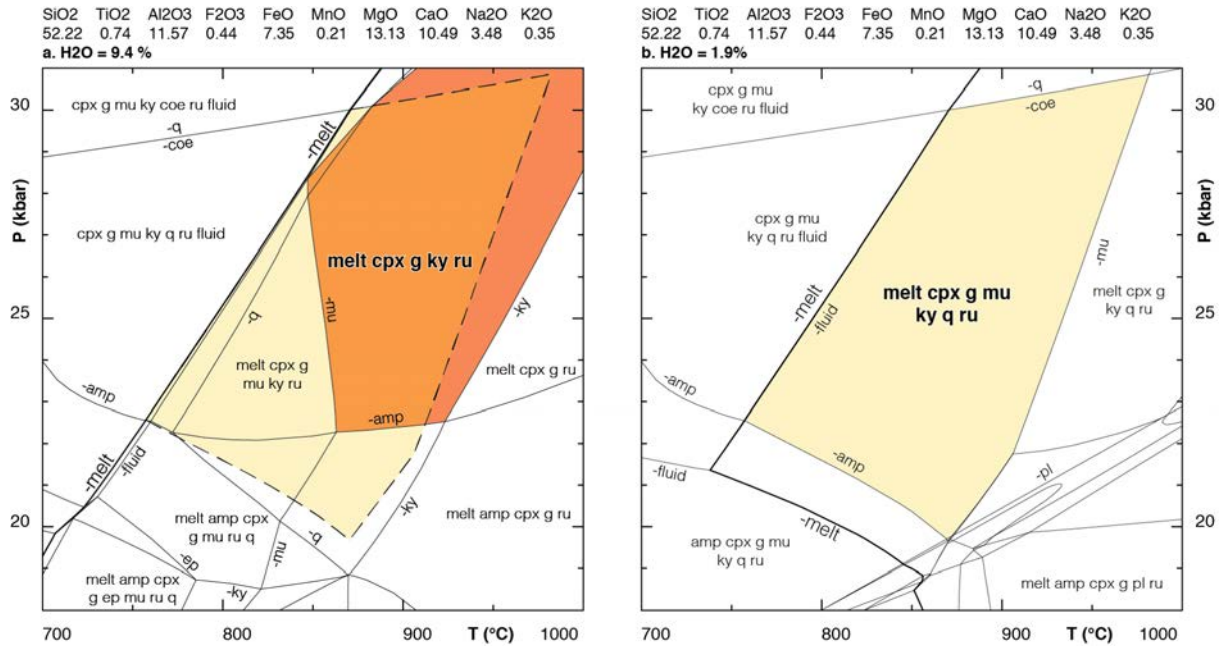 SiO2 TiO2 Al2O3 F2O3 FeO MnO MgO CaO Na2O K2O
52.22 0.74 11.57 0.44 7.35 0.21 13.13 10.49 3.48 0.35
a. H2O = 9.4 %
30
25
20
P (kbar)
cpx g mu ky coe ru fluid
-q
-coe
-melt
cpx g mu ky q ru fluid
-q
-mu
melt cpx g ky ru
-ky
melt cpx g
mu ky ru
melt cpx g ru
-amp
-amp
-melt
-fluid
melt amp cpx
g mu ru q
-q
-ky
melt amp cpx g ru
-ep
-mu
melt amp cpx
g ep mu ru q
-ky
700 800 900 T (°C) 1000
SiO2 TiO2 Al2O3 F2O3 FeO MnO MgO CaO Na2O K2O
52.22 0.74 11.57 0.44 7.35 0.21 13.13 10.49 3.48 0.35
b. H2O = 1.9%
cpx g mu
ky coe ru fluid
-q
-coe
30
P (kbar)
25
20
cpx g mu
ky q ru fluid
-mu
melt cpx g mu
ky q ru
-melt
-fluid
melt cpx g
ky q ru
-amp
-amp
-fluid
-pl
-melt
amp cpx g mu
ky q ru
melt amp cpx g pl ru
700 800 900 T (°C) 1000